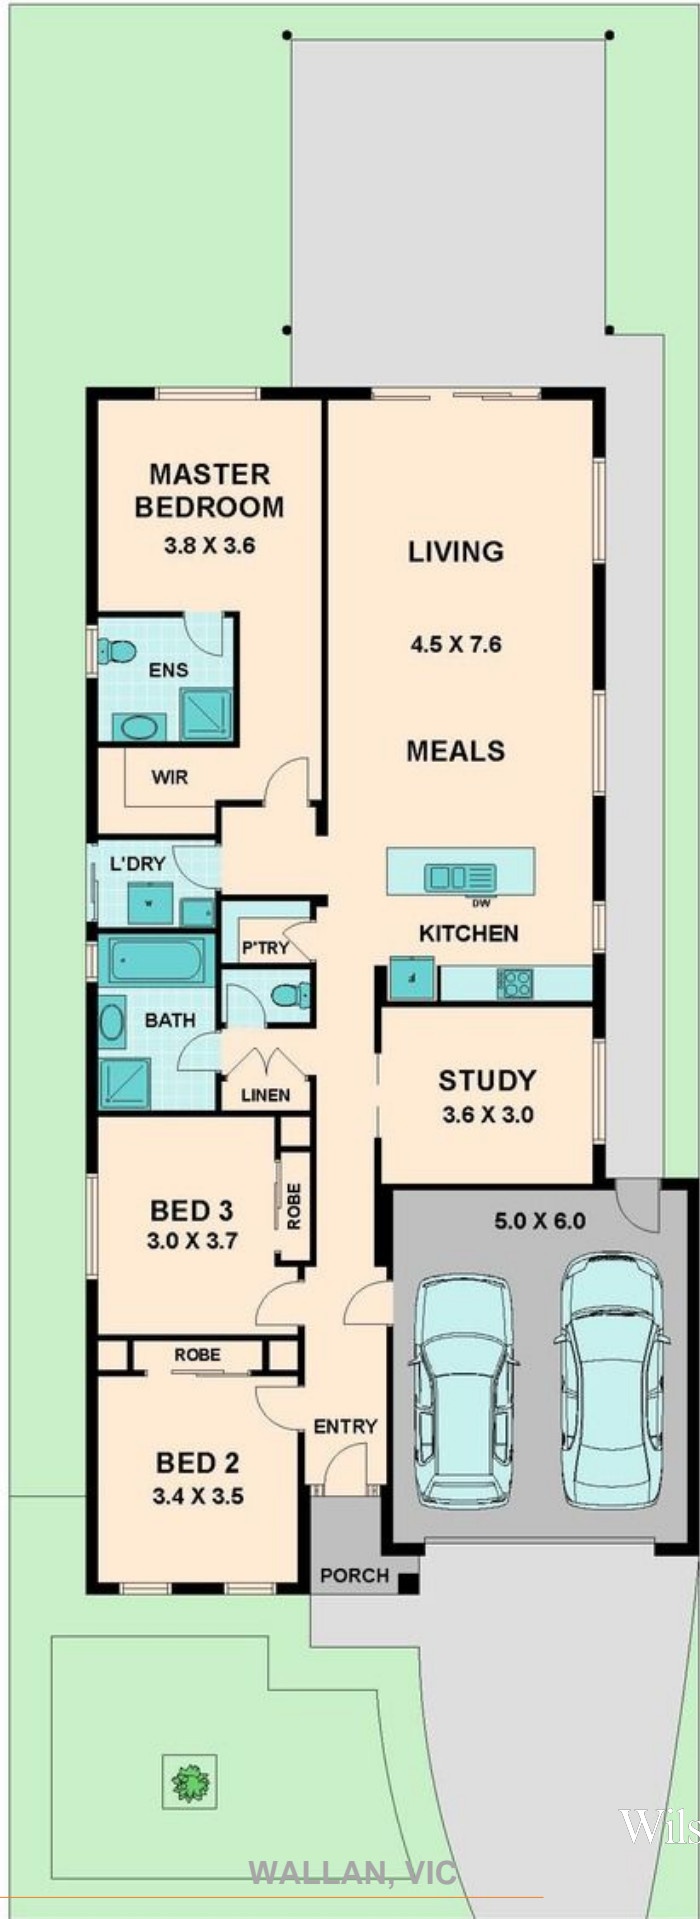 MASTER
BEDROOM
3.8 X 3.6
LIVING
4.5 X 7.6
MEALS
ENS
WIR
L'DRY
W
DW
KITCHEN
P'TRY
F
BATH
LINEN
STUDY
3.6 X 3.0
BED 3
3.0 X 3.7
ROBE
5.0 X 6.0
ROBE
ENTRY
BED 2
3.4 X 3.5
PORCH
Wils
WALLAN, VIC